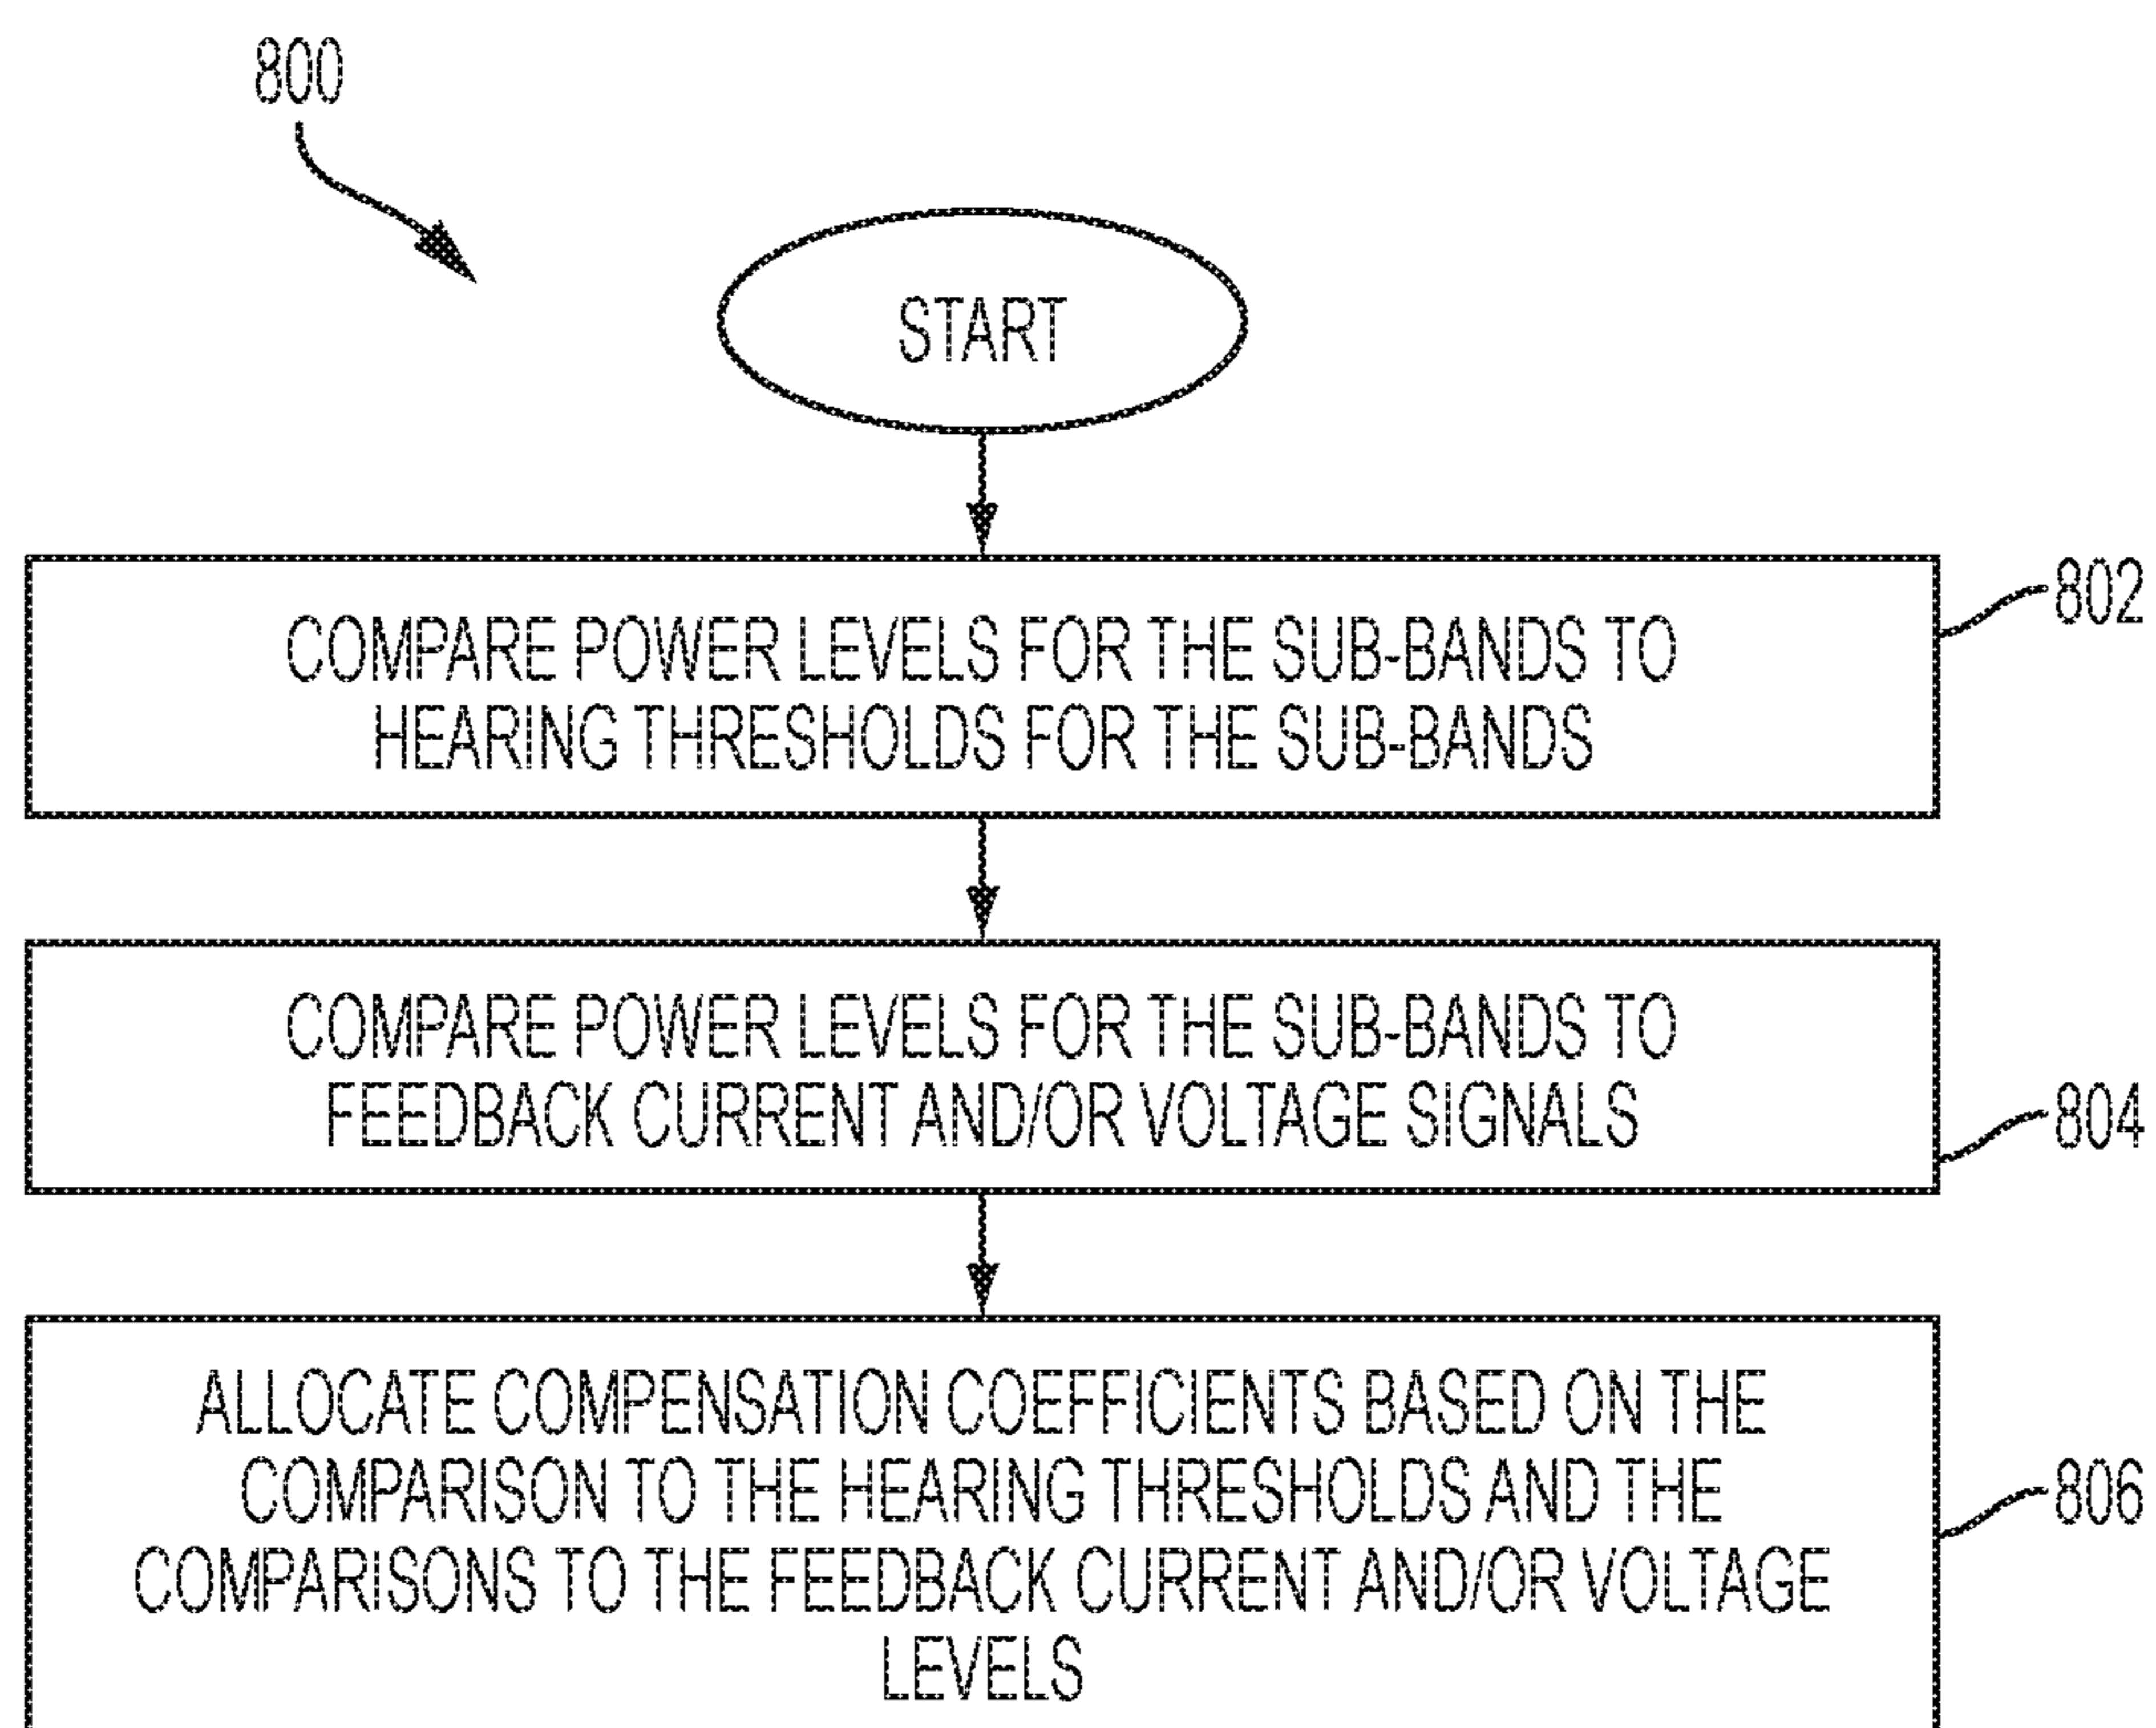 800
START
COMPARE POWER LEVELS FOR THE SUB-BANDS TO
HEARING THRESHOLDS FOR THE SUB-BANDS
802
COMPARE POWER LEVELS FOR THE SUB-BANDS TO
FEEDBACK CURRENT AND/OR VOLTAGE SIGNALS
804
ALLOCATE COMPENSATION COEFFICIENTS BASED ON THE
COMPARISON TO THE HEARING THRESHOLDS AND THE
COMPARISONS TO THE FEEDBACK CURRENT AND/OR VOLTAGE
LEVELS
806